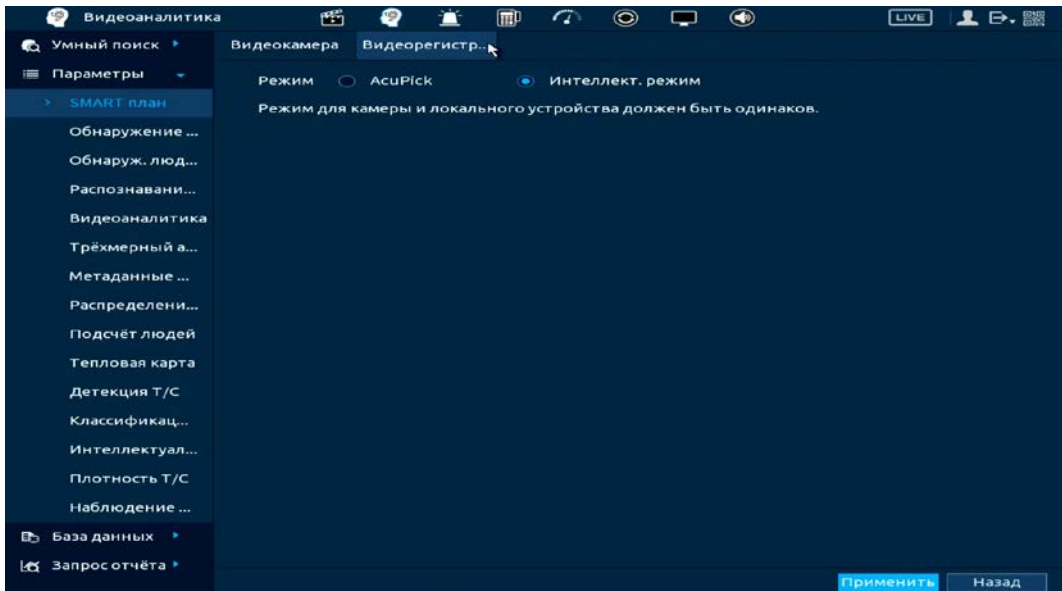 Видеоаналитика
LIVE
Умный поиск
Видеокамера Видеорегистр...
Параметры
Режим AcuPick Интеллект. режим
SMART план
Режим для камеры и локального устройства должен быть одинаков.
Обнаружение ...
Обнаруж. люд...
Распознавани...
Видеоаналитика
Трёхмерный а...
Метаданные ...
Распределени...
Подсчёт людей
Тепловая карта
Детекция Т/С
Классификац...
Интеллектуал...
Плотность Т/С
Наблюдение ...
База данных
Запрос отчёта
Применить Назад